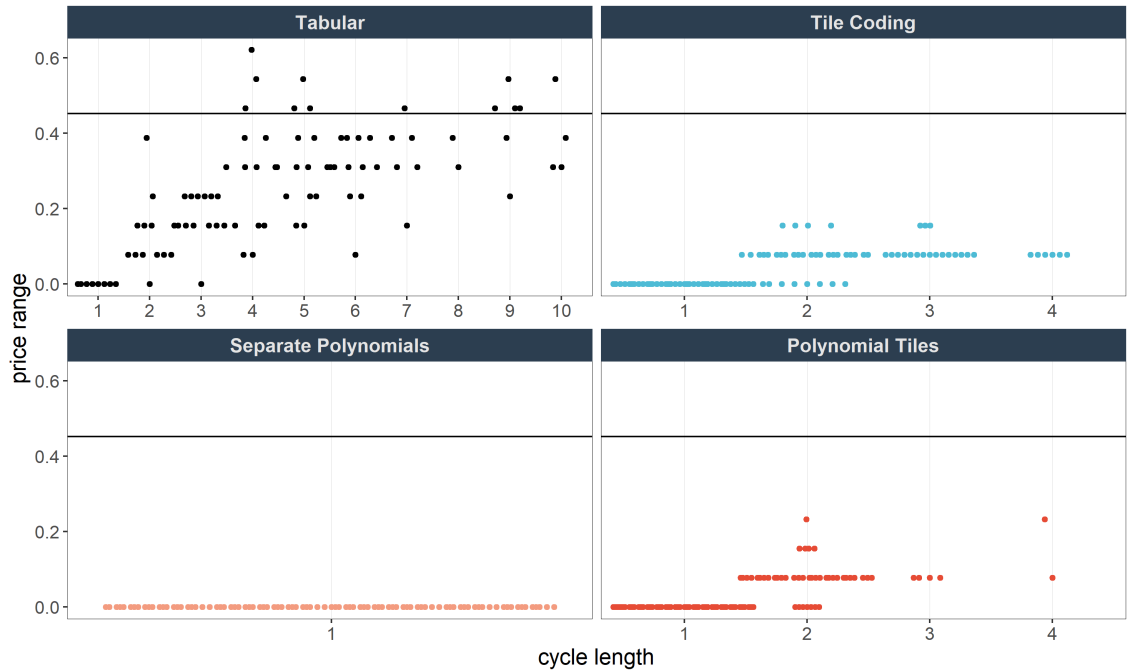 Tabular
Tile Coding
0.6
0.4
0.2
0.0
1 2 3 4 5 6 7 8 9 10
1 2 3 4
Separate Polynomials
Polynomial Tiles
0.6
0.4
0.2
0.0
1
1 2 3 4
price range
cycle length